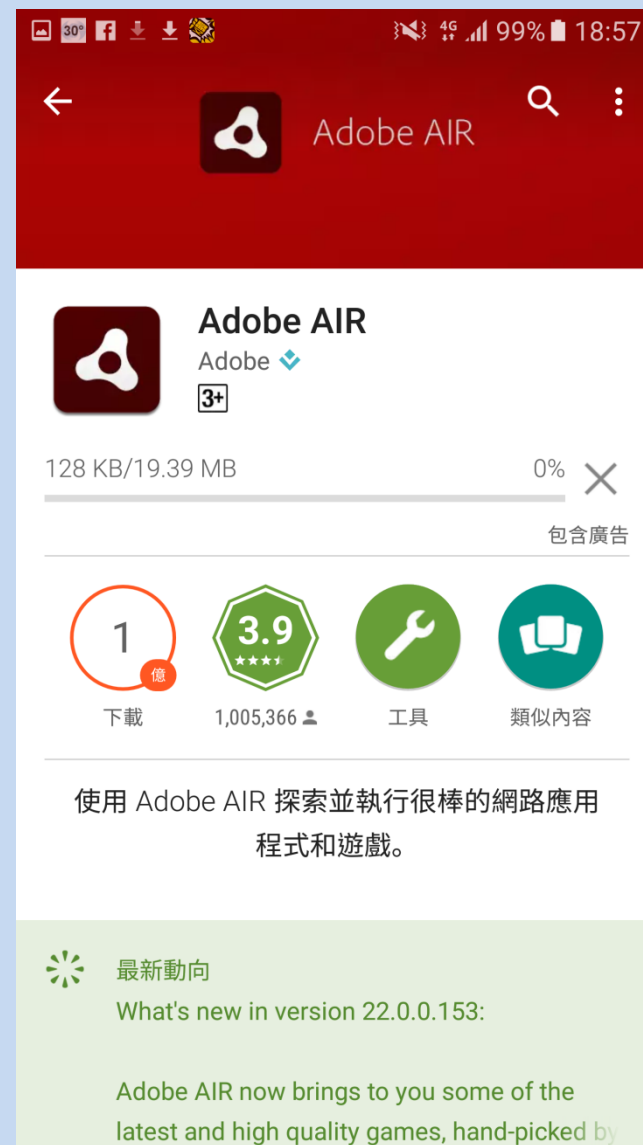 30° 4G 99% 18:57
Adobe AIR
Adobe AIR
Adobe
3+
128 KB/19.39 MB 0%
包含廣告
1 億 3.9
下載 1,005,366 工具 類似內容
使用 Adobe AIR 探索並執行很棒的網路應用
程式和遊戲。
最新動向
What's new in version 22.0.0.153:
Adobe AIR now brings to you some of the
latest and high quality games, hand-picked by